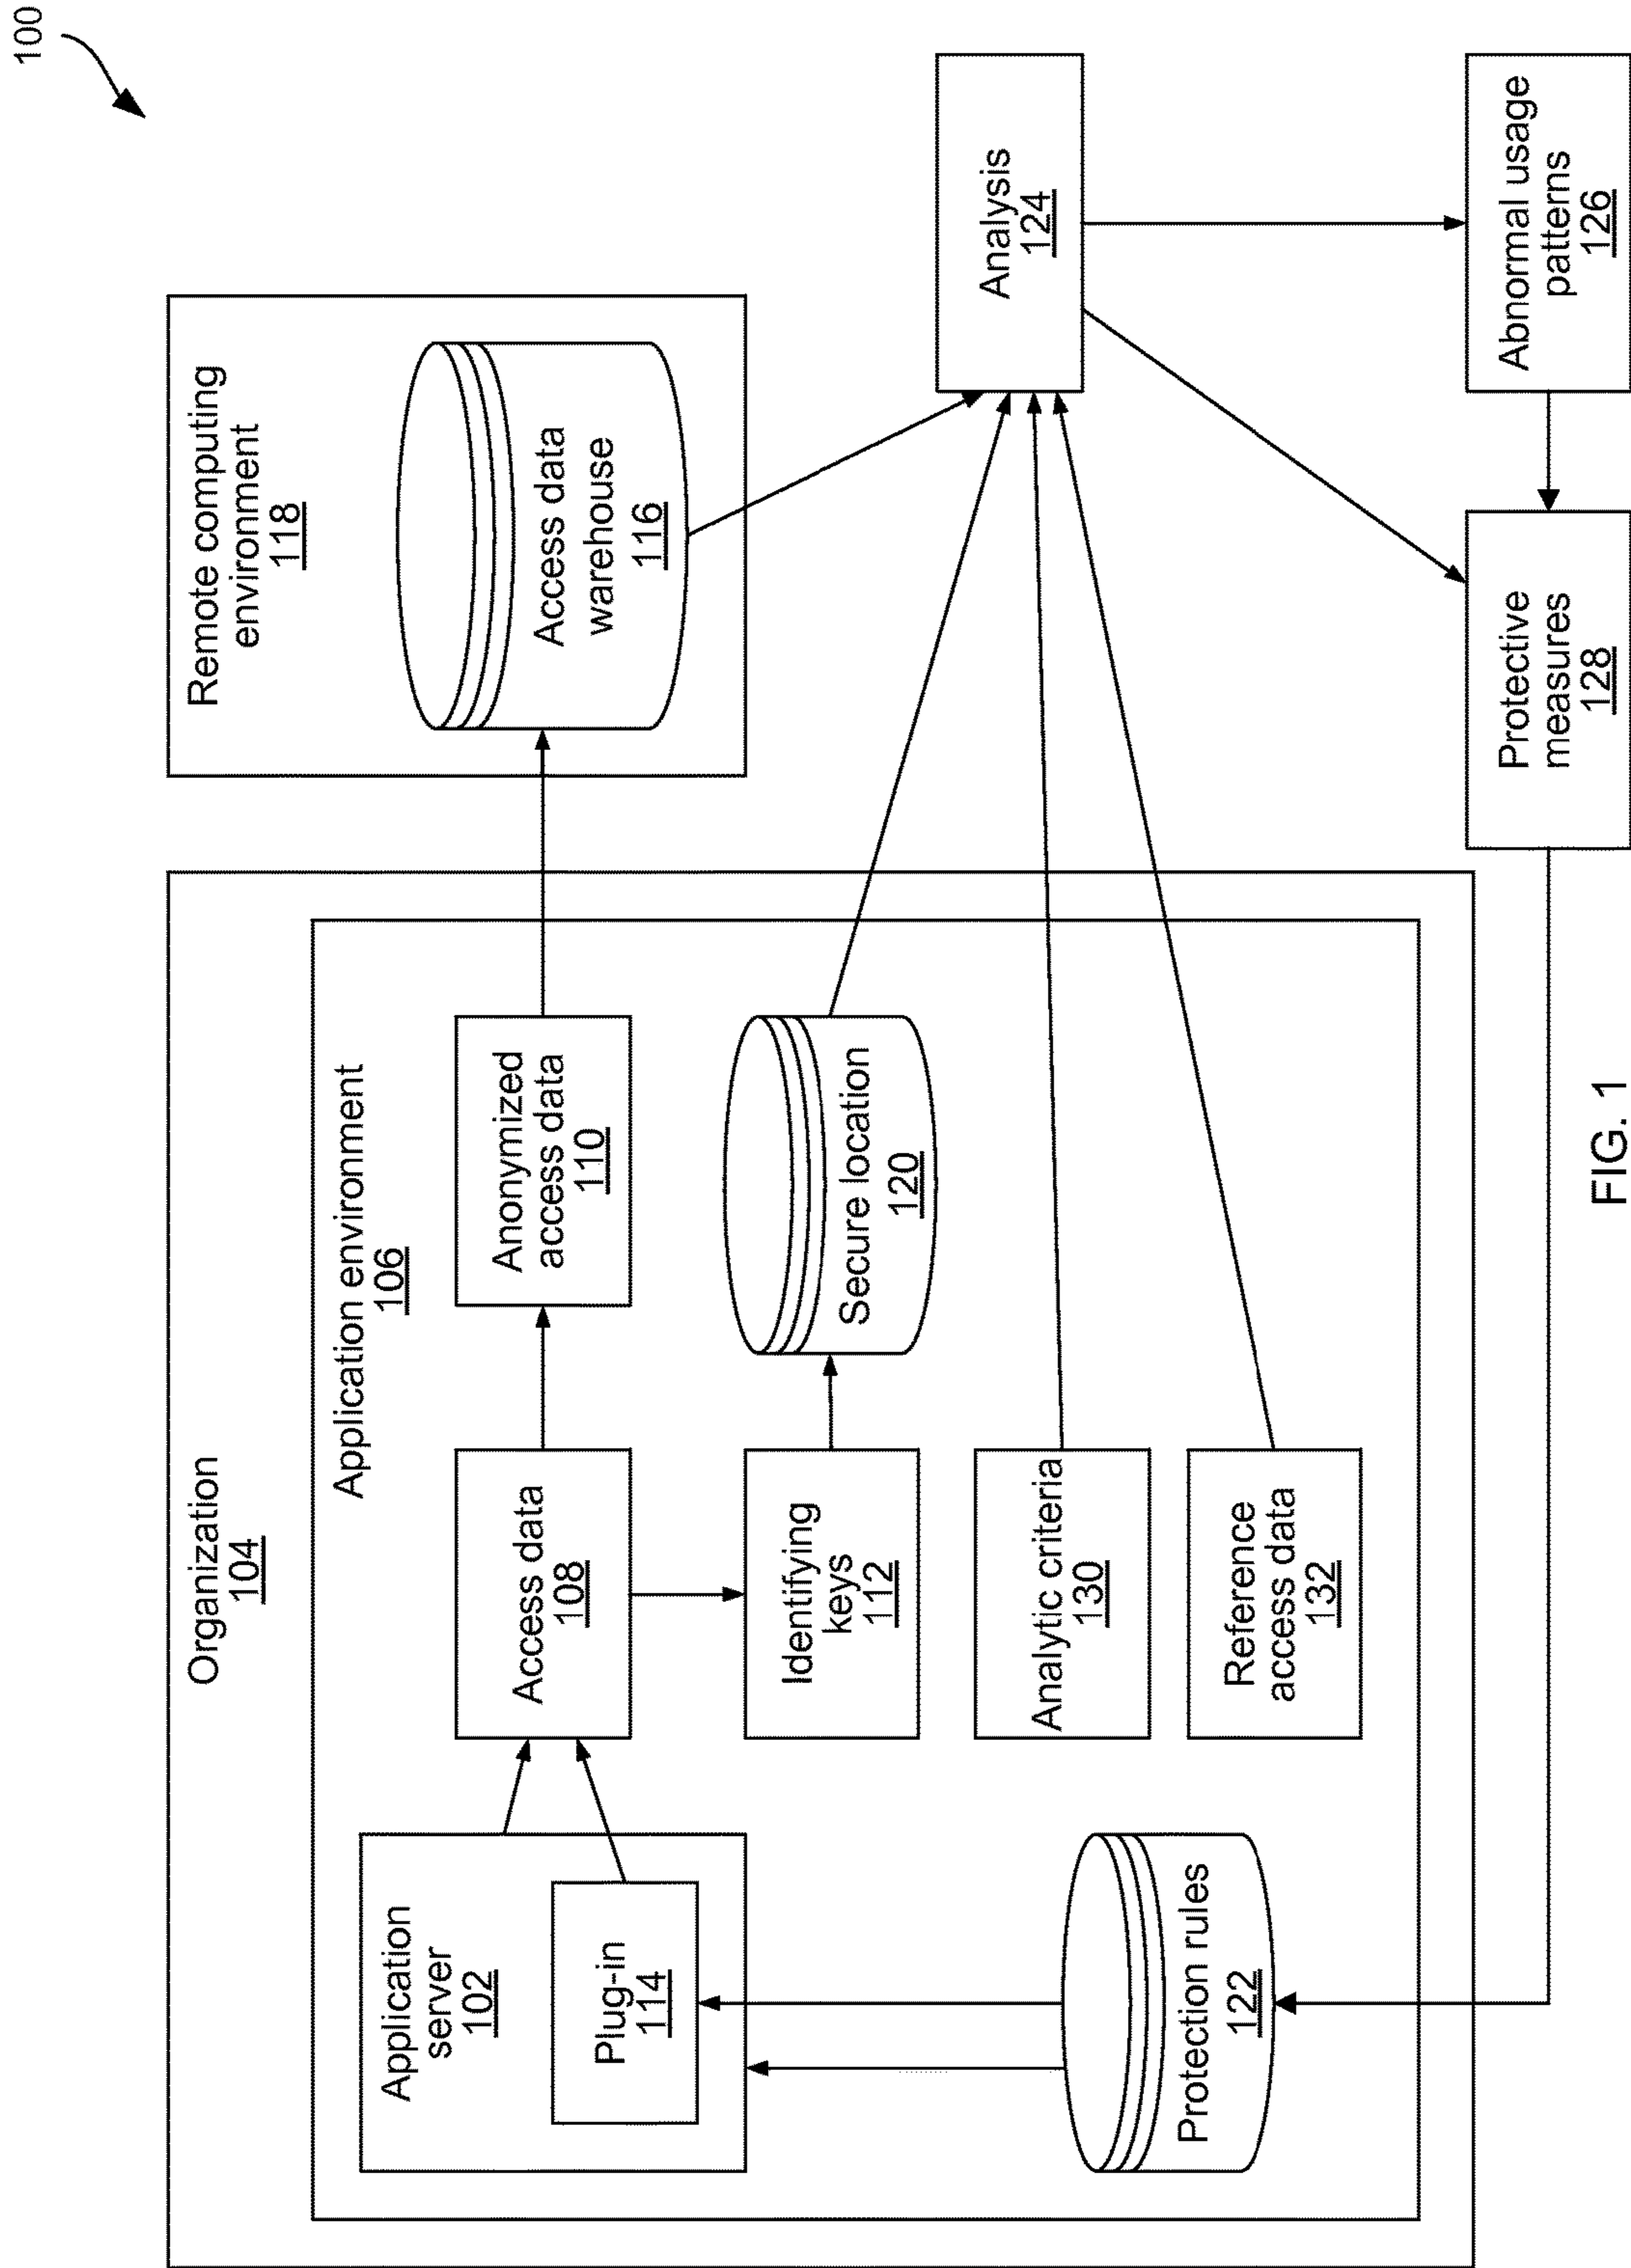 100
Organization
104
Application environment
106
Application
server
102
Plug-in
114
Access data
108
Anonymized
access data
110
Identifying
keys
112
Secure location
120
Analytic criteria
130
Reference
access data
132
Protection rules
122
Remote computing
environment
118
Access data
warehouse
116
Analysis
124
Protective
measures
128
Abnormal usage
patterns
126
FIG. 1